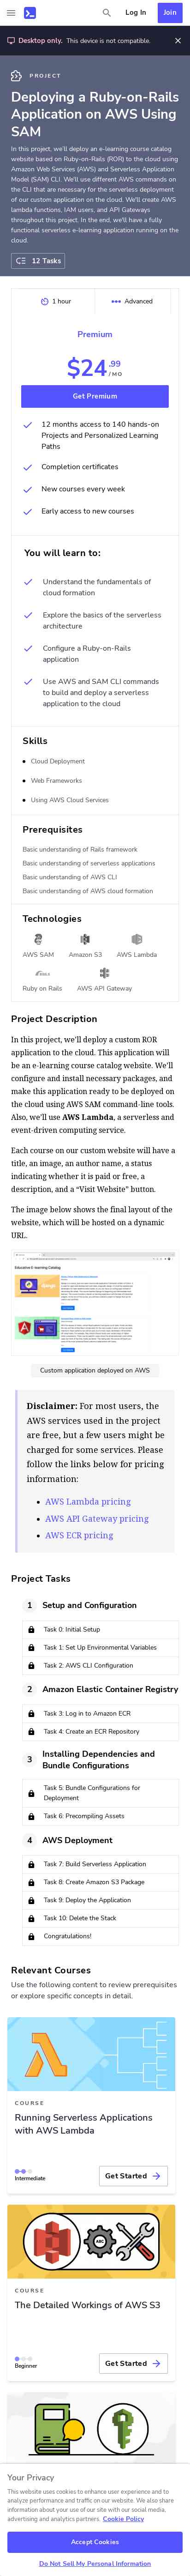 Log In
Join
Desktop only. This device is not compatible.
PROJECT
Deploying a Ruby-on-Rails
Application on AWS Using
SAM
In this project, we'll deploy an e-learning course catalog
website based on Ruby-on-Rails (ROR) to the cloud using
Amazon Web Services (AWS) and Serverless Application
Model (SAM) CLI. We'll use different AWS commands on
the CLI that are necessary for the serverless deployment
of our custom application on the cloud. We'll create AWS
lambda functions, IAM users, and API Gateways
throughout this project. In the end, we'll have a fully
functional serverless e-learning application running on the
cloud.
12 Tasks
1 hour
Advanced
Premium
$24.99
/MO
Get Premium
12 months access to 140 hands-on
Projects and Personalized Learning
Paths
Completion certificates
New courses every week
Early access to new courses
You will learn to:
Understand the fundamentals of
cloud formation
Explore the basics of the serverless
architecture
Configure a Ruby-on-Rails
application
Use AWS and SAM CLI commands
to build and deploy a serverless
application to the cloud
Skills
Cloud Deployment
Web Frameworks
Using AWS Cloud Services
Prerequisites
Basic understanding of Rails framework
Basic understanding of serverless applications
Basic understanding of AWS CLI
Basic understanding of AWS cloud formation
Technologies
AWS SAM
Amazon S3
AWS Lambda
Ruby on Rails
AWS API Gateway
Project Description
In this project, we'll deploy a custom ROR
application to the cloud. This application will
be an e-learning course catalog website. We'll
configure and install necessary packages, and
make this application ready to be deployed on
the cloud using AWS SAM command-line tools.
Also, we'll use AWS Lambda, a serverless and
event-driven computing service.
Each course on our custom website will have a
title, an image, an author name, a status
indicating whether it is paid or free, a
description, and a “Visit Website” button.
The image below shows the final layout of the
website, which will be hosted on a dynamic
URL.
Educative E-learning Catalog
Custom application deployed on AWS
Disclaimer: For most users, the
AWS services used in the project
are free, but a few users might be
charged for some services. Please
follow the links below for pricing
information:
AWS Lambda pricing
AWS API Gateway pricing
AWS ECR pricing
Project Tasks
1
Setup and Configuration
Task 0: Initial Setup
Task 1: Set Up Environmental Variables
Task 2: AWS CLI Configuration
2
Amazon Elastic Container Registry
Task 3: Log in to Amazon ECR
Task 4: Create an ECR Repository
3
Installing Dependencies and
Bundle Configurations
Task 5: Bundle Configurations for
Deployment
Task 6: Precompiling Assets
4
AWS Deployment
Task 7: Build Serverless Application
Task 8: Create Amazon S3 Package
Task 9: Deploy the Application
Task 10: Delete the Stack
Congratulations!
Relevant Courses
Use the following content to review prerequisites
or explore specific concepts in detail.
COURSE
Running Serverless Applications
with AWS Lambda
Intermediate
Get Started
COURSE
The Detailed Workings of AWS S3
Beginner
Get Started
Your Privacy
This website uses cookies to enhance user experience and to
analyze performance and traffic on our website. We also share
information about your use of our site with our social media,
advertising and analytics partners. Cookie Policy
Accept Cookies
Do Not Sell My Personal Information